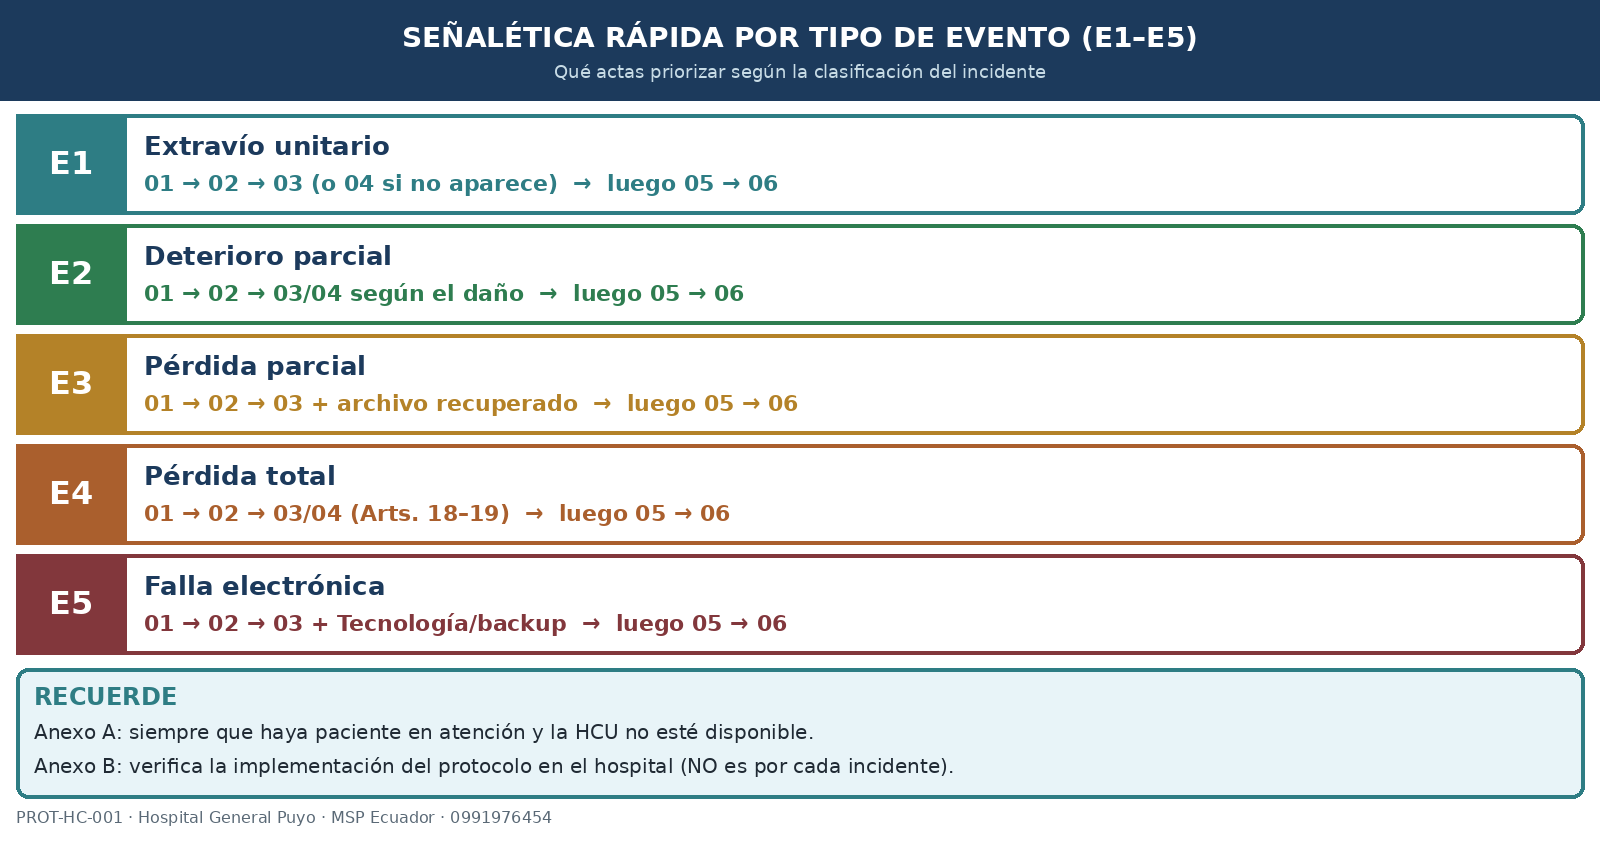 SEÑALÉTICA RÁPIDA POR TIPO DE EVENTO (E1–E5)
Qué actas priorizar según la clasificación del incidente
E1
Extravío unitario
01 → 02 → 03 (o 04 si no aparece) → luego 05 → 06
E2
Deterioro parcial
01 → 02 → 03/04 según el daño → luego 05 → 06
E3
Pérdida parcial
01 → 02 → 03 + archivo recuperado → luego 05 → 06
E4
Pérdida total
01 → 02 → 03/04 (Arts. 18–19) → luego 05 → 06
E5
Falla electrónica
01 → 02 → 03 + Tecnología/backup → luego 05 → 06
RECUERDE
Anexo A: siempre que haya paciente en atención y la HCU no esté disponible.
Anexo B: verifica la implementación del protocolo en el hospital (NO es por cada incidente).
PROT-HC-001 · Hospital General Puyo · MSP Ecuador · 0991976454